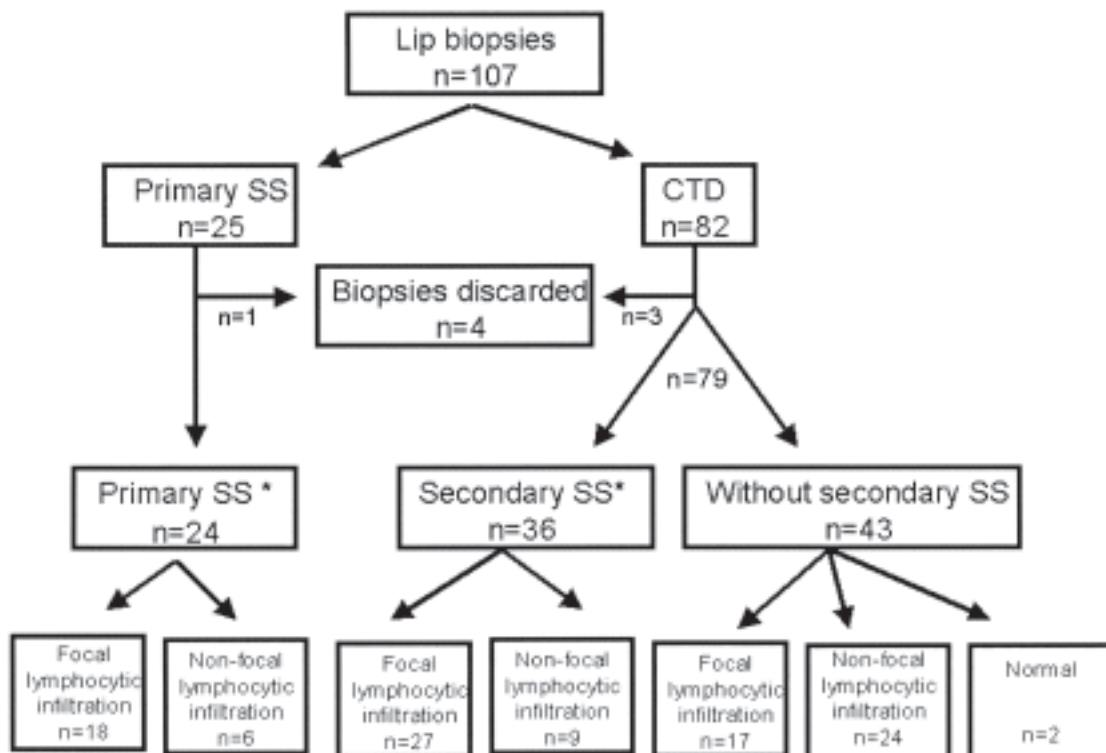 Lip biopsies
n=107
Primary SS
n=25
CTD
n=82
Biopsies discarded
n=4
n=1
n=3
n=79
Primary SS *
n=24
Secondary SS*
n=36
Without secondary SS
n=43
Focal
lymphocytic
infiltration
n=18
Non-focal
lymphocytic
infiltration
n=6
Focal
lymphocytic
infiltration
n=27
Non-focal
lymphocytic
infiltration
n=9
Focal
lymphocytic
infiltration
n=17
Non-focal
lymphocytic
infiltration
n=24
Normal
n=2